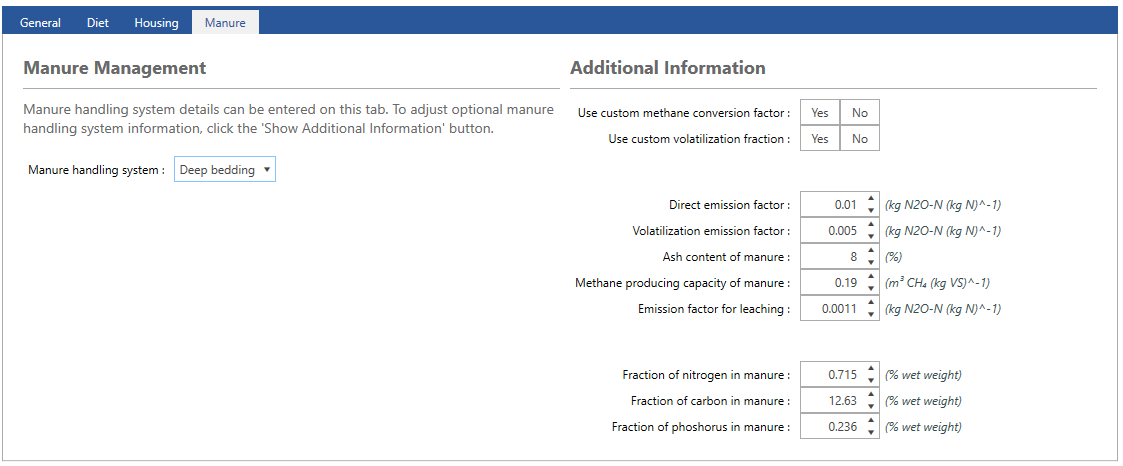 General Diet Housing Manure
Manure Management
Manure handling system details can be entered on this tab. To adjust optional manure
handling system information, click the 'Show Additional Information' button.
Manure handling system : Deep bedding
Additional Information
Use custom methane conversion factor : Yes No
Use custom volatilization fraction : Yes No
Direct emission factor : 0.01 (kg N2O-N (kg N)^-1)
Volatilization emission factor : 0.005 (kg N2O-N (kg N)^-1)
Ash content of manure : 8 (%)
Methane producing capacity of manure : 0.19 (m³ CH₄ (kg VS)^-1)
Emission factor for leaching : 0.0011 (kg N2O-N (kg N)^-1)
Fraction of nitrogen in manure : 0.715 (% wet weight)
Fraction of carbon in manure : 12.63 (% wet weight)
Fraction of phoshorus in manure : 0.236 (% wet weight)